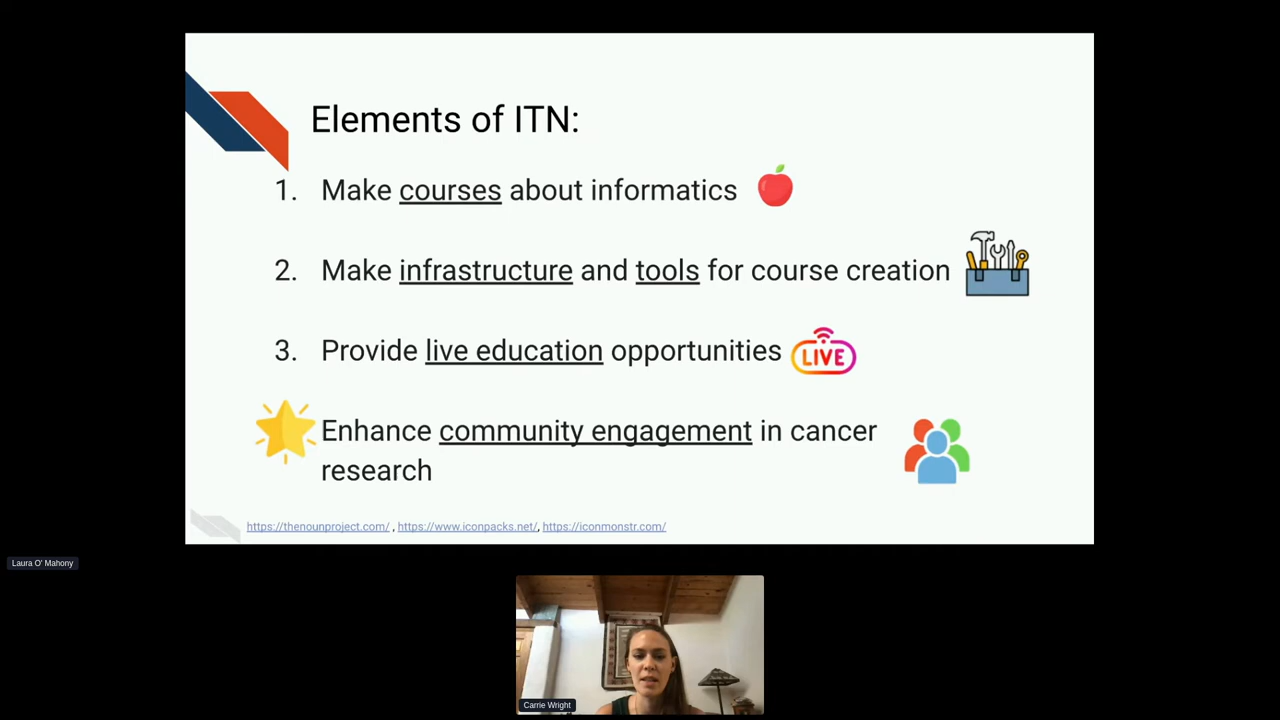 Elements of ITN:
1. Make courses about informatics
2. Make infrastructure and tools for course creation
3. Provide live education opportunities
LIVE
Enhance community engagement in cancer
research
https://thenounproject.com/ , https://www.iconpacks.net/, https://iconmonstr.com/
Laura O' Mahony
Carrie Wright